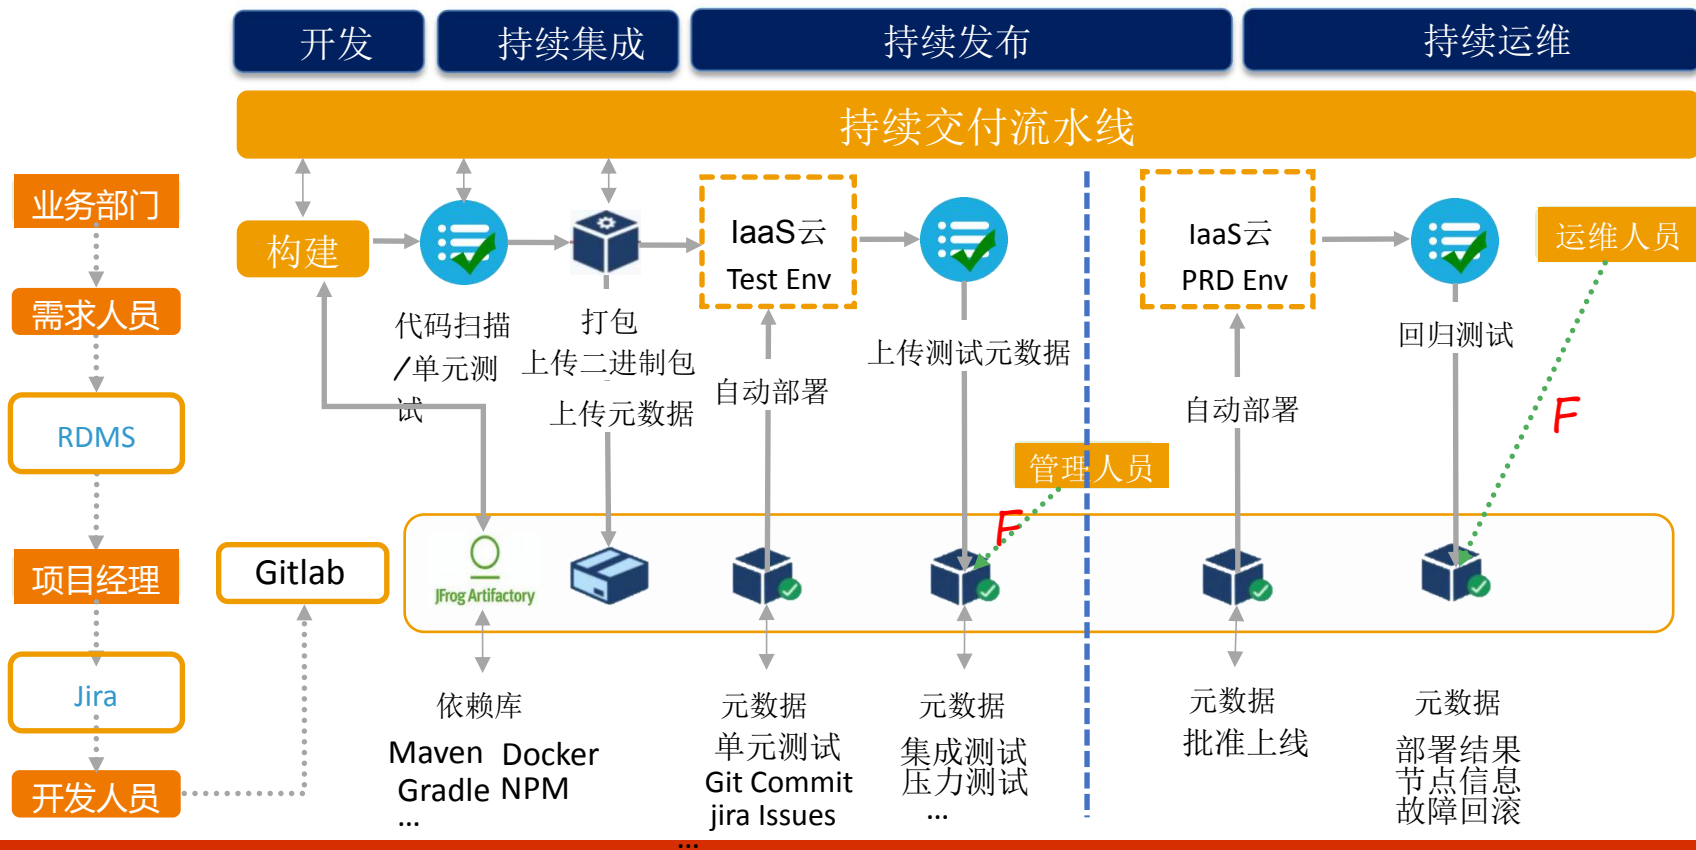 开发
持续集成
持续发布
持续运维
持续交付流水线
业务部门
需求人员
RDMS
项目经理
Jira
开发人员
Gitlab
构建
代码扫描
/单元测
试
打包
上传二进制包
上传元数据
IaaS云
Test Env
自动部署
上传测试元数据
管理人员
F
IaaS云
PRD Env
自动部署
回归测试
运维人员
F
JFrog Artifactory
依赖库
Maven Docker
Gradle NPM
...
元数据
单元测试
Git Commit
jira Issues
...
元数据
集成测试
压力测试
...
元数据
批准上线
元数据
部署结果
节点信息
故障回滚